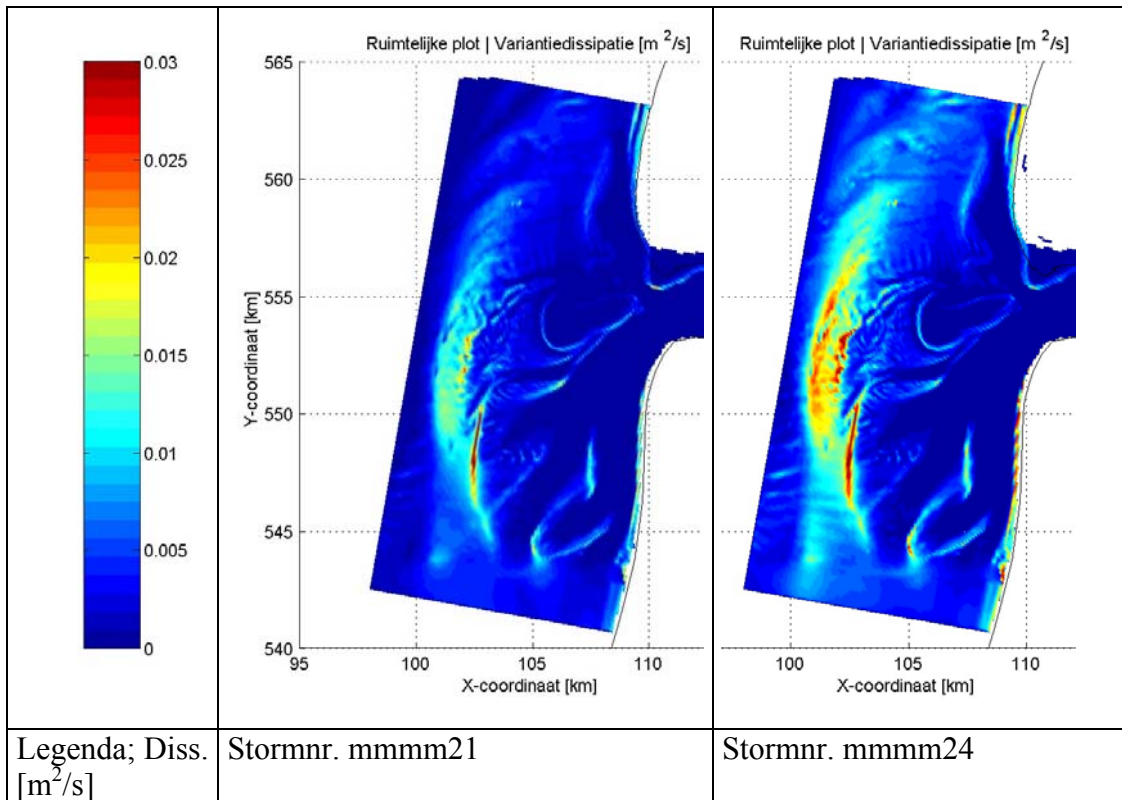 0.03
0.025
0.02
0.015
0.01
0.005
0
Ruimtelijke plot | Variantiedissipatie [m²/s]
565
560
555
550
545
540
Y-coordinaat [km]
95 100 105 110
X-coordinaat [km]
Ruimtelijke plot | Variantiedissipatie [m²/s]
100 105 110
X-coordinaat [km]
Legenda; Diss.
[m²/s]
Stormnr. mmmm21
Stormnr. mmmm24